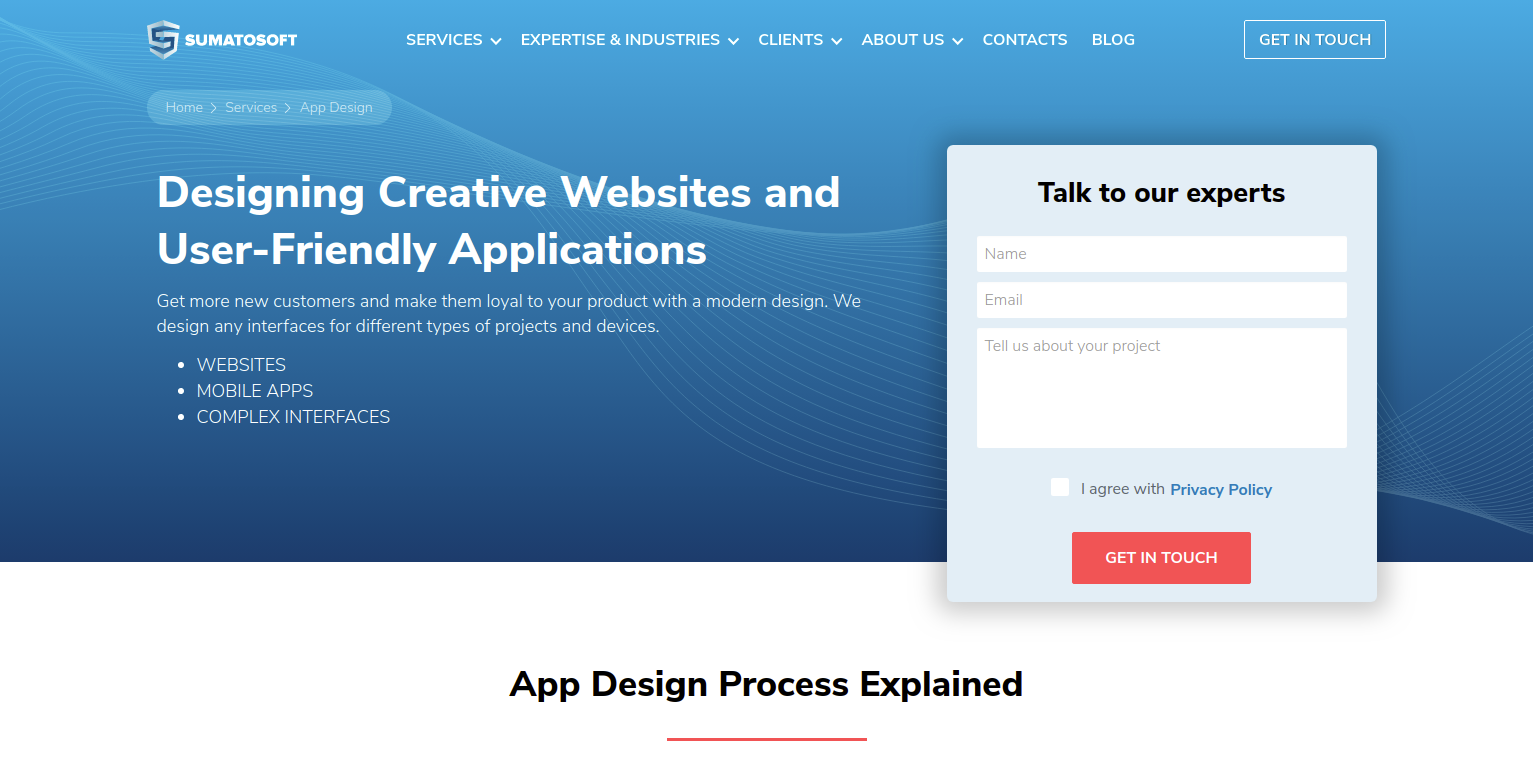 SUMATOSOFT
SERVICES
EXPERTISE & INDUSTRIES
CLIENTS
ABOUT US
CONTACTS
BLOG
GET IN TOUCH
Home
Services
App Design
Designing Creative Websites and
User-Friendly Applications
Get more new customers and make them loyal to your product with a modern design. We
design any interfaces for different types of projects and devices.
• WEBSITES
• MOBILE APPS
• COMPLEX INTERFACES
Talk to our experts
Name
Email
Tell us about your project
I agree with Privacy Policy
GET IN TOUCH
App Design Process Explained